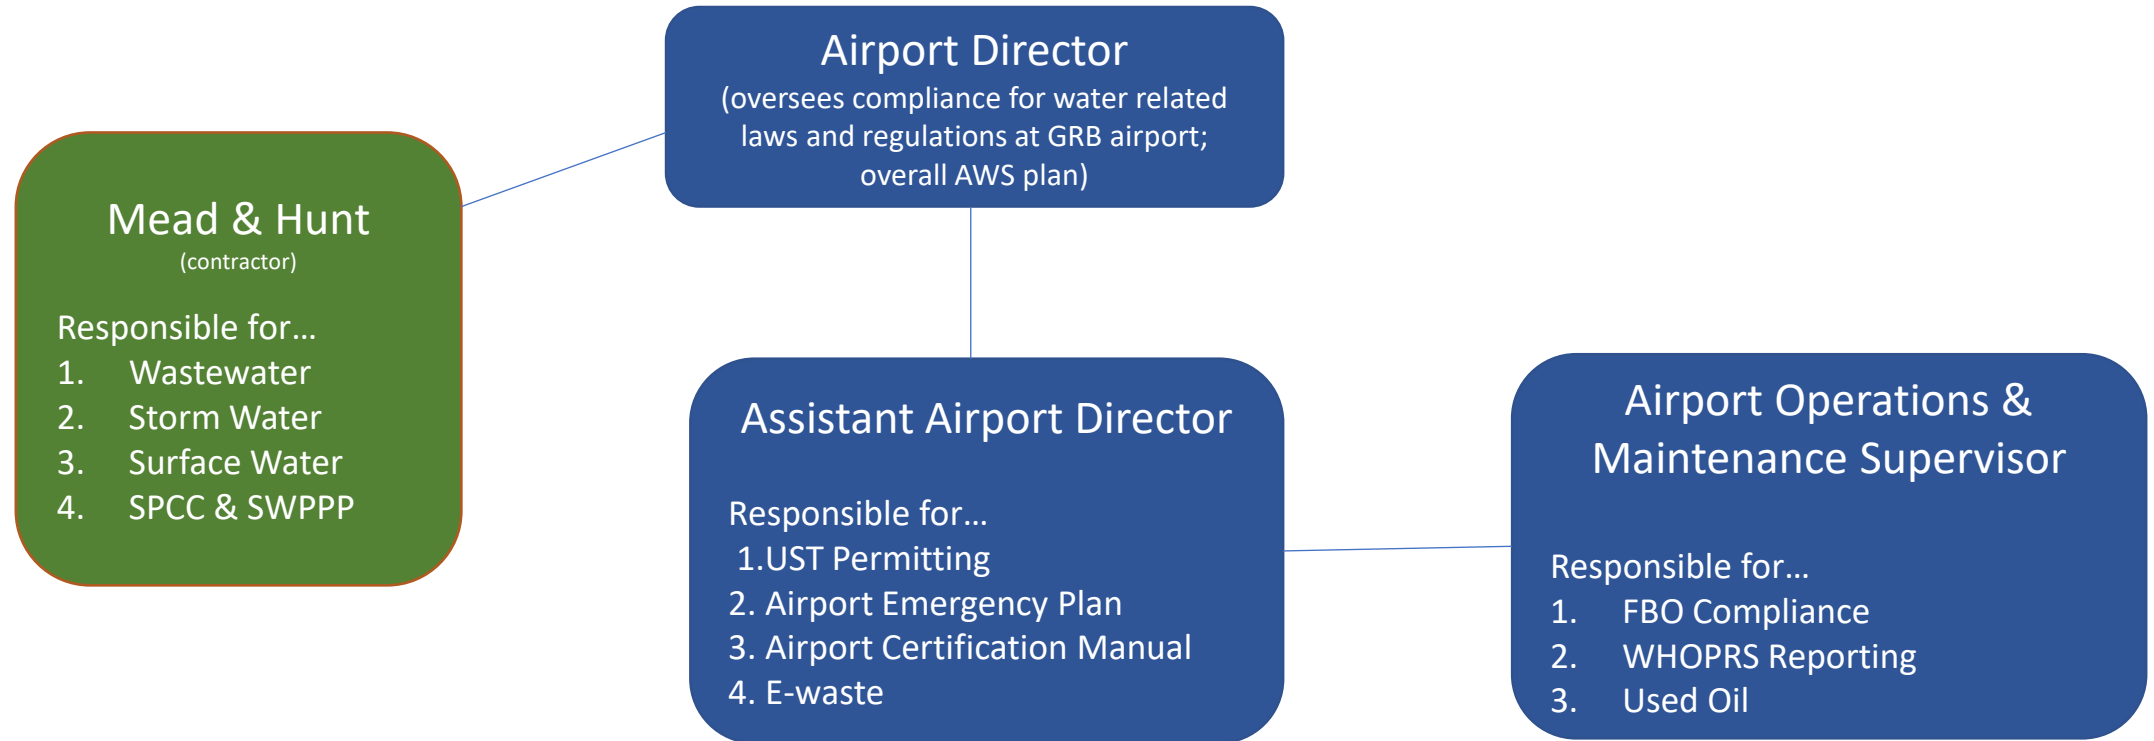 Airport Director
(oversees compliance for water related
laws and regulations at GRB airport;
overall AWS plan)
Mead & Hunt
(contractor)
Responsible for...
1. Wastewater
2. Storm Water
3. Surface Water
4. SPCC & SWPPP
Assistant Airport Director
Responsible for...
1.UST Permitting
2. Airport Emergency Plan
3. Airport Certification Manual
4. E-waste
Airport Operations &
Maintenance Supervisor
Responsible for...
1. FBO Compliance
2. WHOPRS Reporting
3. Used Oil